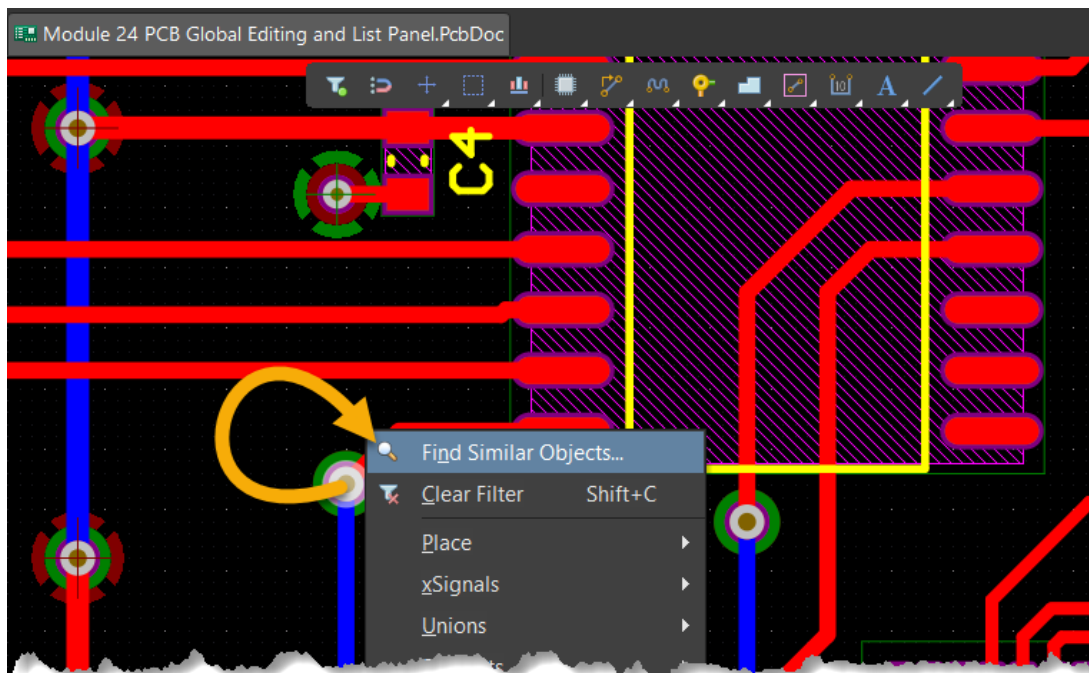 Module 24 PCB Global Editing and List Panel.PcbDoc
10 A
C4
Find Similar Objects...
Clear Filter Shift+C
Place
xSignals
Unions